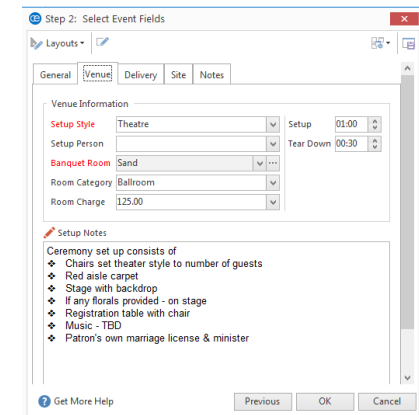 Step 2: Select Event Fields
Layouts
General Venue Delivery Site Notes
Venue Information
Setup Style Theatre Setup 01:00
Setup Person Tear Down 00:30
Banquet Room Sand
Room Category Ballroom
Room Charge 125.00
Setup Notes
Ceremony set up consists of
❖ Chairs set theater style to number of guests
❖ Red aisle carpet
❖ Stage with backdrop
❖ If any florals provided - on stage
❖ Registration table with chair
❖ Music - TBD
❖ Patron's own marriage license & minister
Get More Help Previous OK Cancel